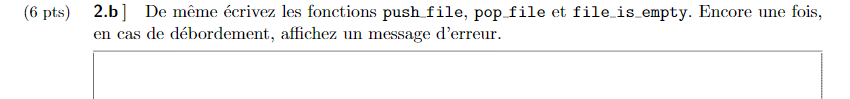 (6 pts) 2.b ] De même écrivez les fonctions push_file, pop_file et file_is_empty. Encore une fois,
en cas de débordement, affichez un message d'erreur.